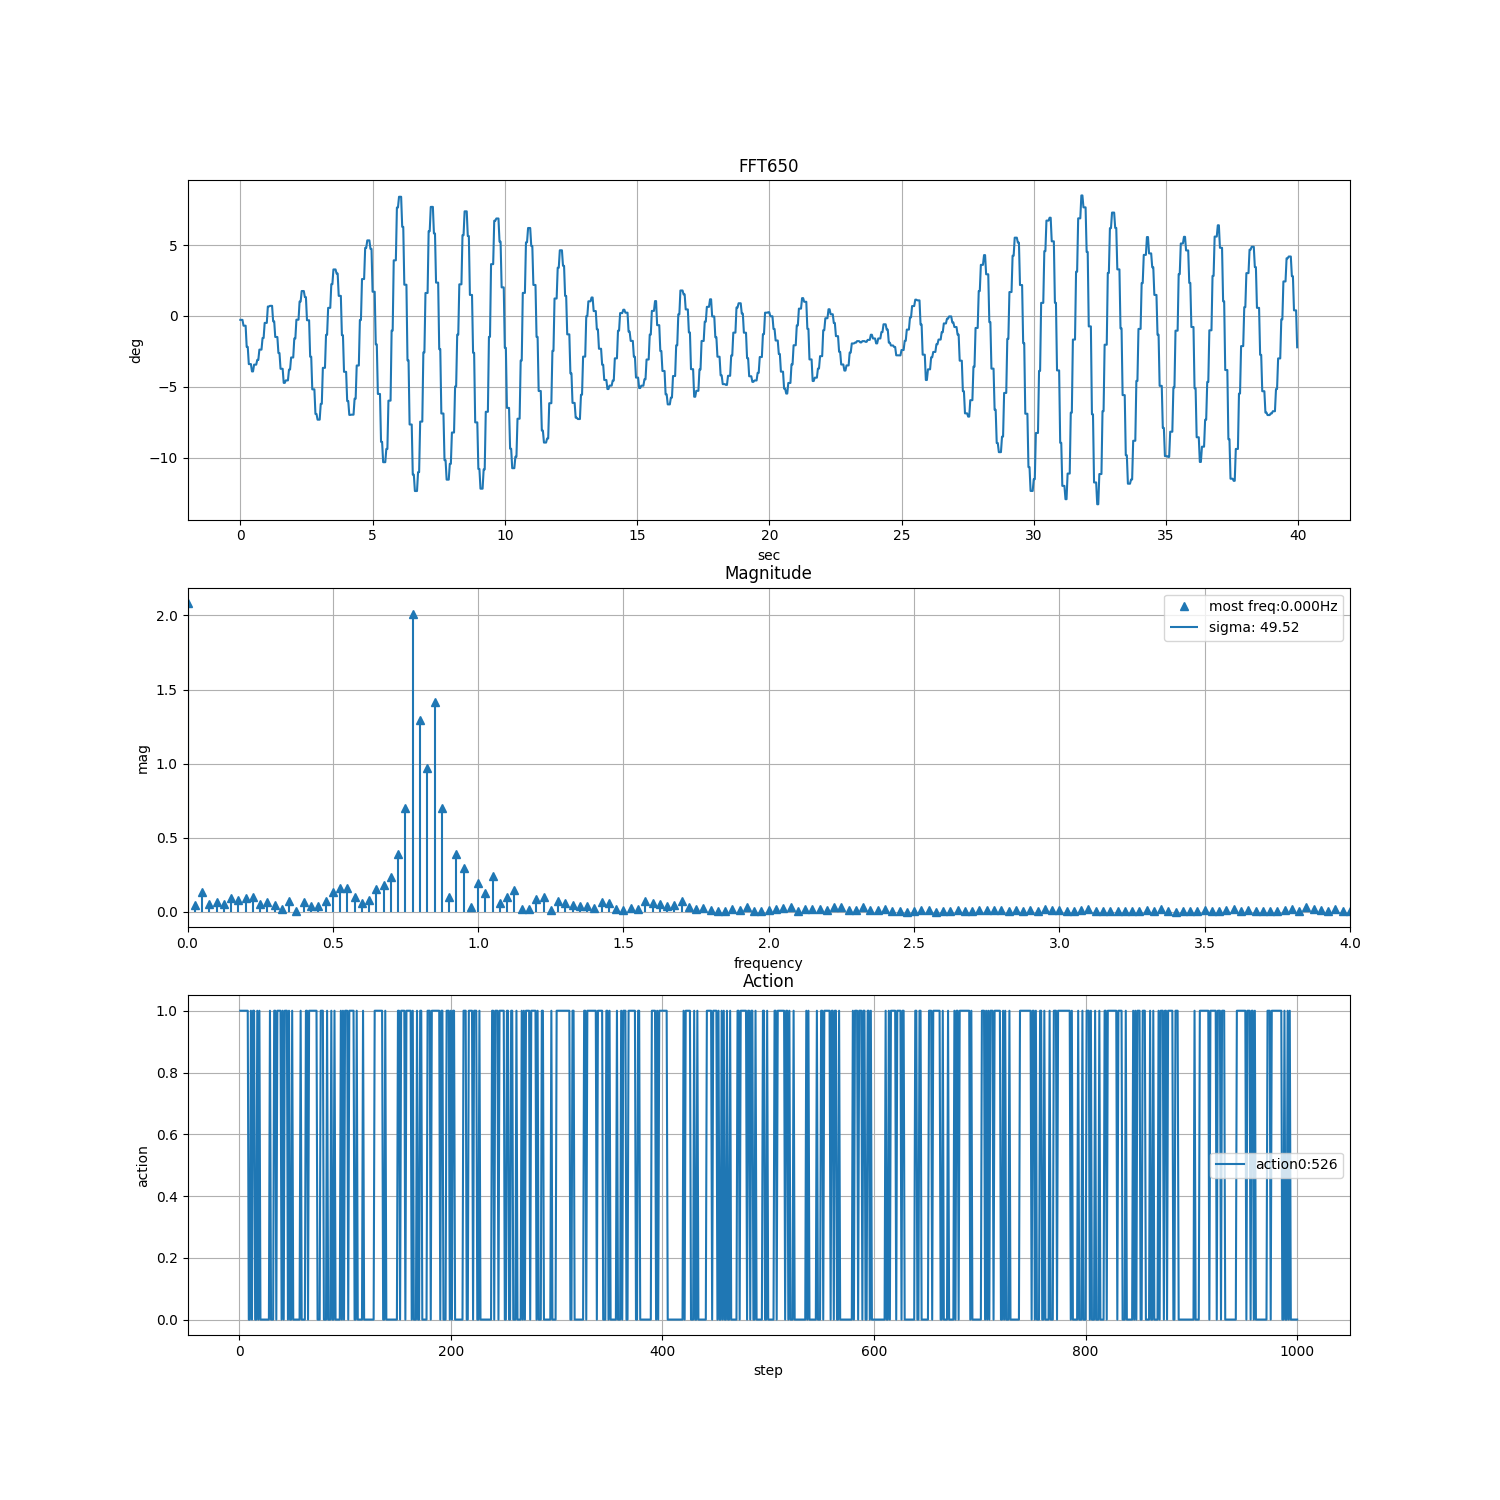 FFT650
5
0
−5
−10
deg
0 5 10 15 20 25 30 35 40
sec
Magnitude
most freq:0.000Hz
sigma: 49.52
2.0
1.5
1.0
0.5
0.0
mag
0.0 0.5 1.0 1.5 2.0 2.5 3.0 3.5 4.0
frequency
Action
1.0
0.8
0.6
0.4
0.2
0.0
action
action0:526
0 200 400 600 800 1000
step